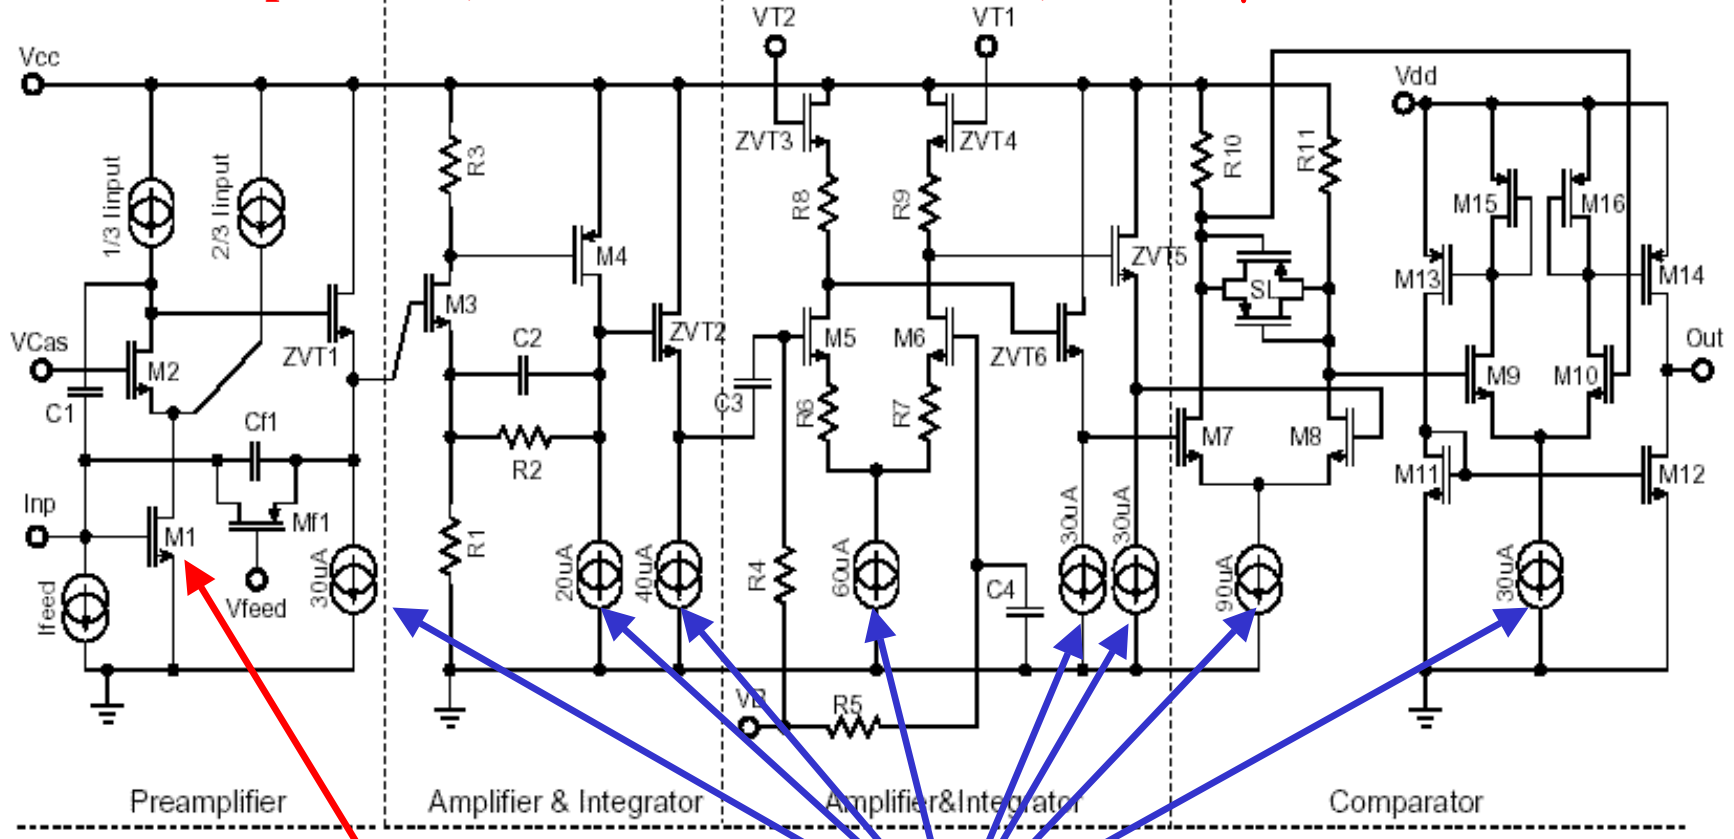 VT2
VT1
Vcc
Vdd
ZVT3
ZVT4
R3
R10
R11
1/3 Iinput
2/3 Iinput
R8
R9
M15
M16
M4
ZVT5
M13
M14
SL
M3
VCas
M2
ZVT1
C2
ZVT2
M5
M6
ZVT6
M9
M10
Out
C1
C3
R6
R7
Cf1
M7
M8
R2
M11
M12
Inp
M1
Mf1
R1
30uA
30uA
Ifeed
Vfeed
30uA
20uA
40uA
R4
60uA
C4
90uA
30uA
R5
Preamplifier
Amplifier & Integrator
Amplifier&Integrator
Comparator